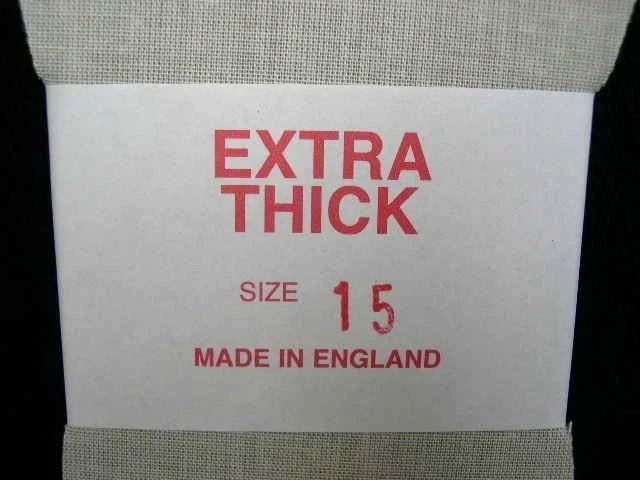 EXTRA
THICK
SIZE 15
MADE IN ENGLAND